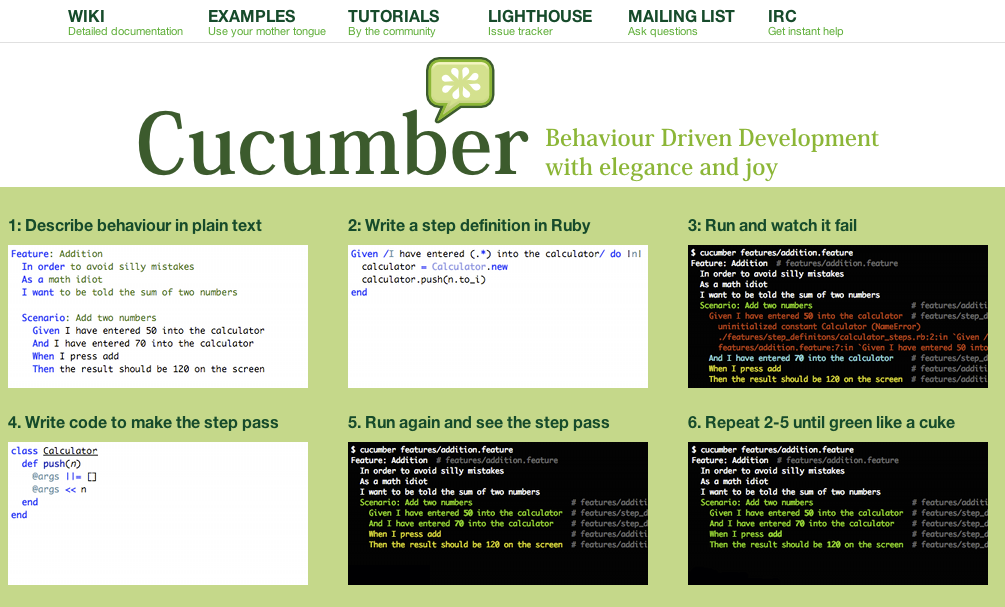 WIKI
Detailed documentation
EXAMPLES
Use your mother tongue
TUTORIALS
By the community
LIGHTHOUSE
Issue tracker
MAILING LIST
Ask questions
IRC
Get instant help
Cucumber
Behaviour Driven Development
with elegance and joy
1: Describe behaviour in plain text
Feature: Addition
In order to avoid silly mistakes
As a math idiot
I want to be told the sum of two numbers
Scenario: Add two numbers
Given I have entered 50 into the calculator
And I have entered 70 into the calculator
When I press add
Then the result should be 120 on the screen
2: Write a step definition in Ruby
Given /I have entered (.*) into the calculator/ do |n|
calculator = Calculator.new
calculator.push(n.to_i)
end
3: Run and watch it fail
$ cucumber features/addition.feature
Feature: Addition # features/addition.feature
In order to avoid silly mistakes
As a math idiot
I want to be told the sum of two numbers
Scenario: Add two numbers # features/additi
Given I have entered 50 into the calculator # features/step_d
uninitialized constant Calculator (NameError)
./features/step_definitons/calculator_steps.rb:2:in `Given /
features/addition.feature:7:in `Given I have entered 50 into
And I have entered 70 into the calculator # features/step_d
When I press add # features/additi
Then the result should be 120 on the screen # features/additi
4. Write code to make the step pass
class Calculator
def push(n)
@args ||= []
@args << n
end
end
5. Run again and see the step pass
$ cucumber features/addition.feature
Feature: Addition # features/addition.feature
In order to avoid silly mistakes
As a math idiot
I want to be told the sum of two numbers
Scenario: Add two numbers # features/additi
Given I have entered 50 into the calculator # features/step_d
And I have entered 70 into the calculator # features/step_d
When I press add # features/additi
Then the result should be 120 on the screen # features/additi
6. Repeat 2-5 until green like a cuke
$ cucumber features/addition.feature
Feature: Addition # features/addition.feature
In order to avoid silly mistakes
As a math idiot
I want to be told the sum of two numbers
Scenario: Add two numbers # features/additi
Given I have entered 50 into the calculator # features/step_d
And I have entered 70 into the calculator # features/step_d
When I press add # features/step_d
Then the result should be 120 on the screen # features/step_d